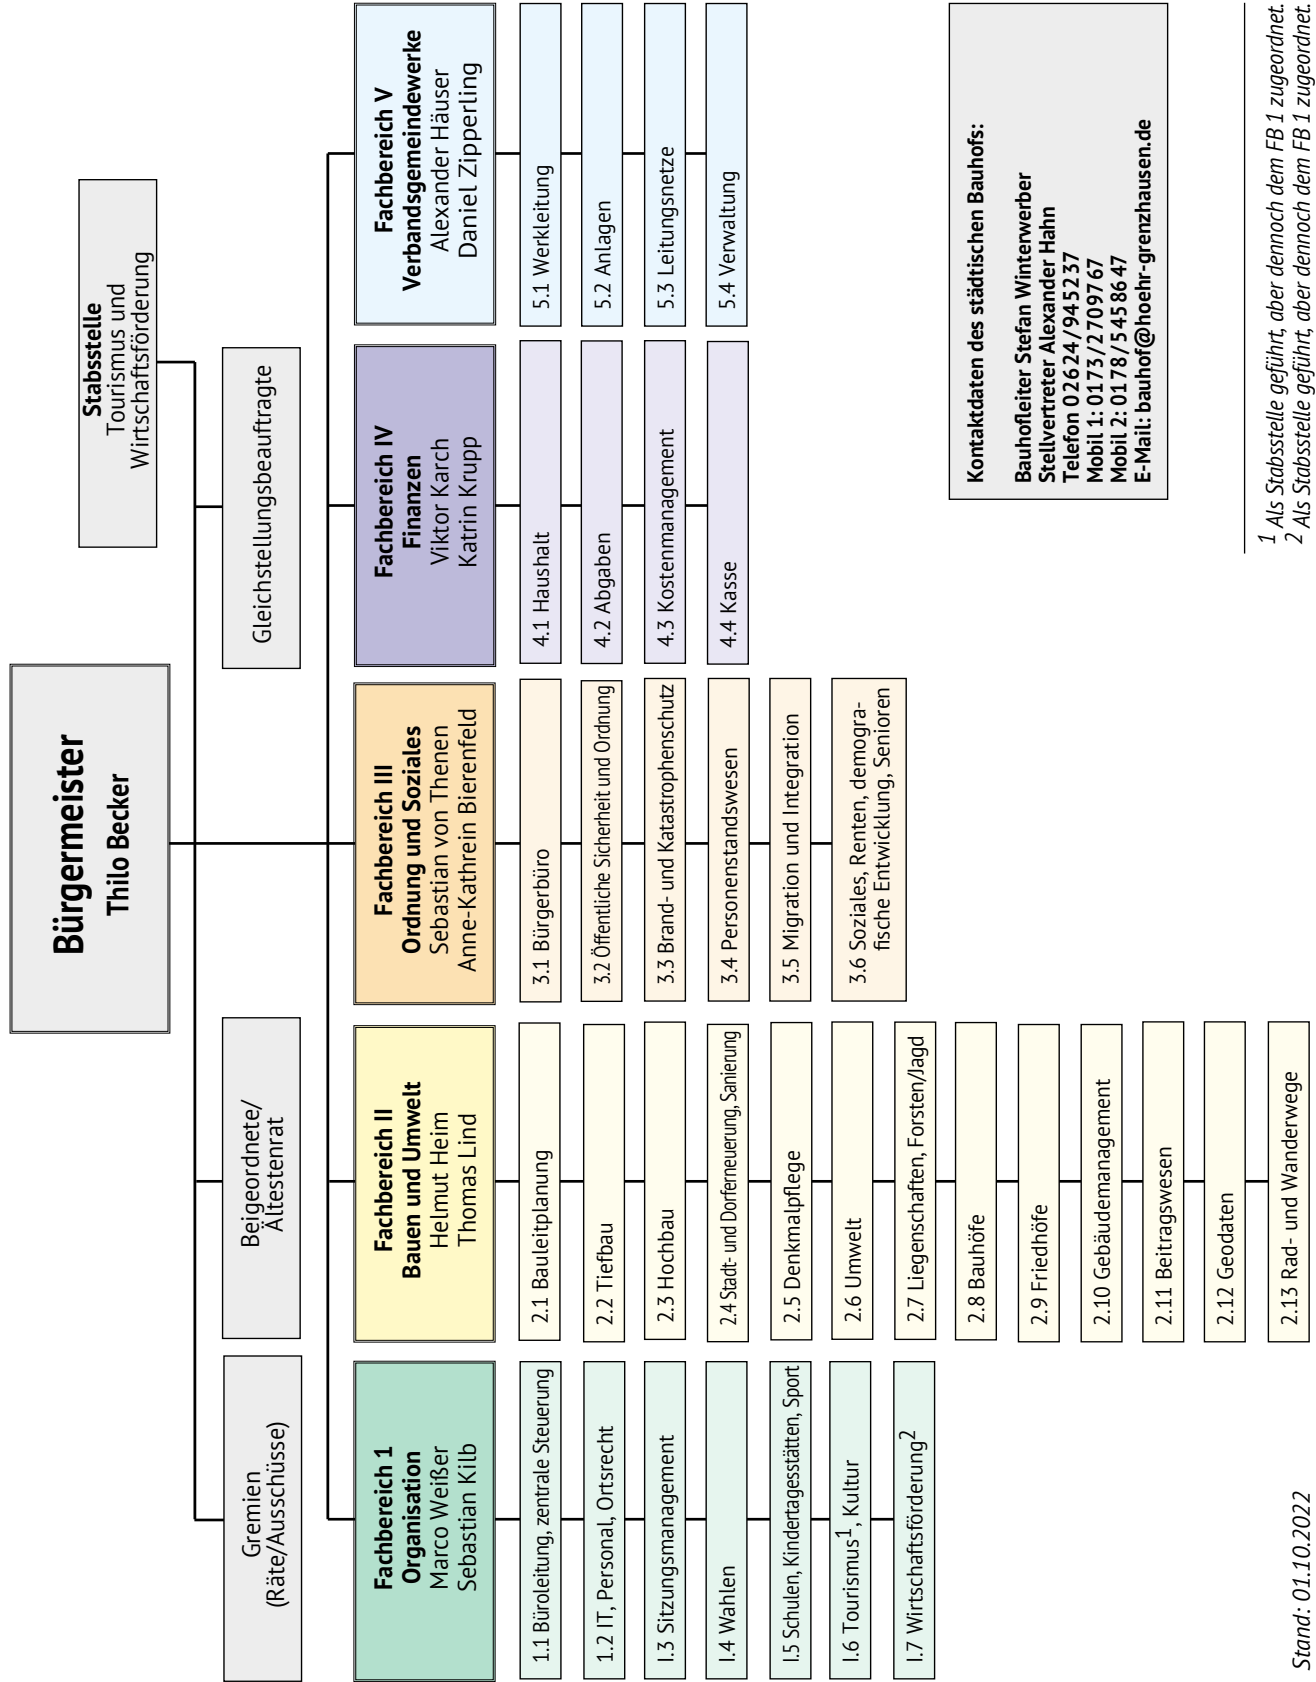 Bürgermeister
Thilo Becker
Stabsstelle
Tourismus und
Wirtschaftsförderung
Gremien
(Räte/Ausschüsse)
Beigeordnete/
Ältestenrat
Gleichstellungsbeauftragte
Fachbereich 1
Organisation
Marco Weißer
Sebastian Kilb
1.1 Büroleitung, zentrale Steuerung
1.2 IT, Personal, Ortsrecht
I.3 Sitzungsmanagement
I.4 Wahlen
I.5 Schulen, Kindertagesstätten, Sport
I.6 Tourismus¹, Kultur
I.7 Wirtschaftsförderung²
Fachbereich II
Bauen und Umwelt
Helmut Heim
Thomas Lind
2.1 Bauleitplanung
2.2 Tiefbau
2.3 Hochbau
2.4 Stadt- und Dorferneuerung, Sanierung
2.5 Denkmalpflege
2.6 Umwelt
2.7 Liegenschaften, Forsten/Jagd
2.8 Bauhöfe
2.9 Friedhöfe
2.10 Gebäudemanagement
2.11 Beitragswesen
2.12 Geodaten
2.13 Rad- und Wanderwege
Fachbereich III
Ordnung und Soziales
Sebastian von Thenen
Anne-Kathrein Bierenfeld
3.1 Bürgerbüro
3.2 Öffentliche Sicherheit und Ordnung
3.3 Brand- und Katastrophenschutz
3.4 Personenstandswesen
3.5 Migration und Integration
3.6 Soziales, Renten, demogra-
fische Entwicklung, Senioren
Fachbereich IV
Finanzen
Viktor Karch
Katrin Krupp
4.1 Haushalt
4.2 Abgaben
4.3 Kostenmanagement
4.4 Kasse
Fachbereich V
Verbandsgemeindewerke
Alexander Häuser
Daniel Zipperling
5.1 Werkleitung
5.2 Anlagen
5.3 Leitungsnetze
5.4 Verwaltung
Kontaktdaten des städtischen Bauhofs:
Bauhofleiter Stefan Winterwerber
Stellvertreter Alexander Hahn
Telefon 02624/945237
Mobil 1: 0173/2709767
Mobil 2: 0178/5458647
E-Mail: bauhof@hoehr-grenzhausen.de
Stand: 01.10.2022
1 Als Stabsstelle geführt, aber dennoch dem FB 1 zugeordnet.
2 Als Stabsstelle geführt, aber dennoch dem FB 1 zugeordnet.